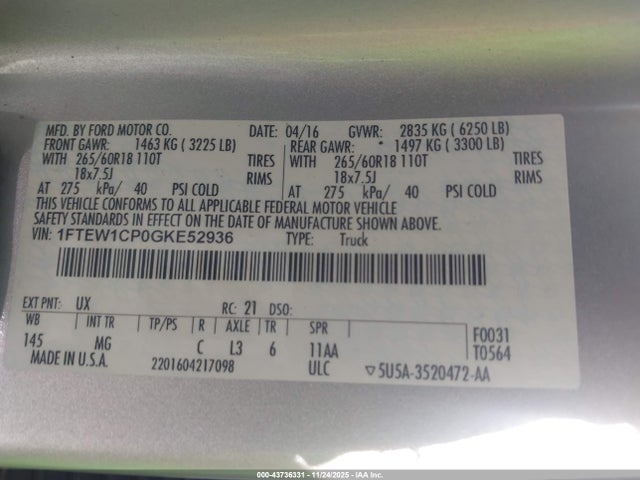 MFD. BY FORD MOTOR CO. DATE: 04/16 GVWR: 2835 KG ( 6250 LB)
FRONT GAWR: 1463 KG ( 3225 LB) REAR GAWR: * 1497 KG ( 3300 LB)
WITH 265/60R18 110T TIRES WITH 265/60R18 110T TIRES
18x7.5J RIMS 18x7.5J RIMS
AT 275 kPa/ 40 PSI COLD AT 275 kPa/ 40 PSI COLD
THIS VEHICLE CONFORMS TO ALL APPLICABLE FEDERAL MOTOR VEHICLE
SAFETY STANDARDS IN EFFECT ON THE DATE OF MANUFACTURE SHOWN ABOVE.
VIN: 1FTEW1CP0GKE52936 TYPE: Truck
EXT PNT: UX RC: 21 DSO:
WB INT TR TP/PS R AXLE TR SPR F0031
145 MG C L3 6 11AA T0564
MADE IN U.S.A. 2201604217098 ULC ▽5U5A-3520472-AA
000-43736331 - 11/24/2025 - IAA, Inc.